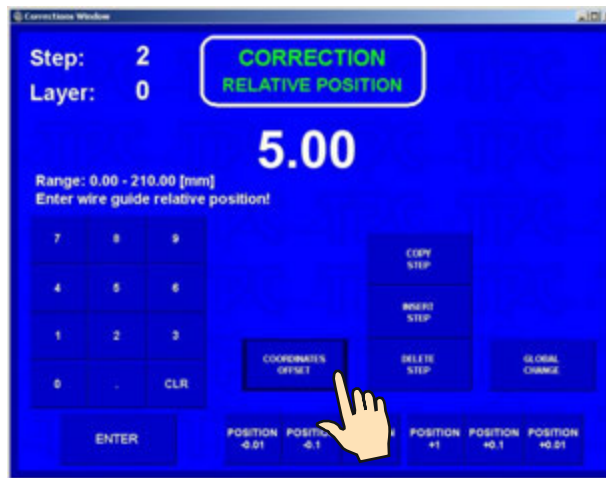 Corrections Window
Step: 2
Layer: 0
CORRECTION
RELATIVE POSITION
5.00
Range: 0.00 - 210.00 [mm]
Enter wire guide relative position!
7 8 9
4 5 6
1 2 3
0 . CLR
ENTER
COPY
STEP
INSERT
STEP
DELETE
STEP
COORDINATES
OFFSET
GLOBAL
CHANGE
POSITION
-0.01
-0.1
POSITION
+1
POSITION
+0.1
POSITION
+0.01